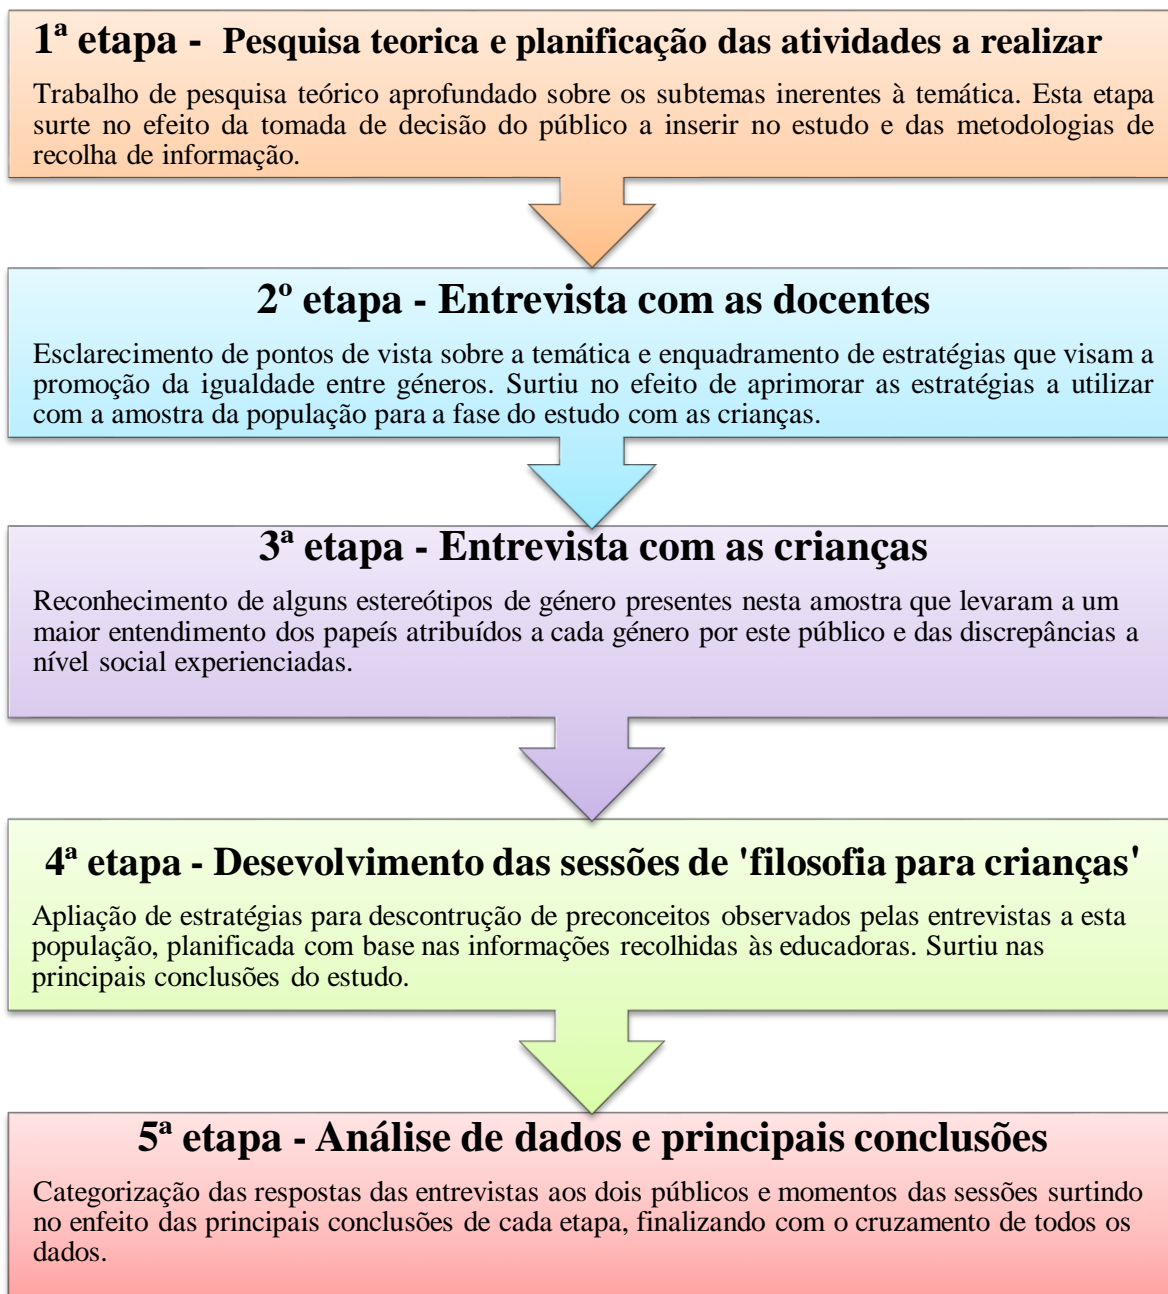 1ª etapa - Pesquisa teorica e planificação das atividades a realizar
Trabalho de pesquisa teórico aprofundado sobre os subtemas inerentes à temática. Esta etapa
surte no efeito da tomada de decisão do público a inserir no estudo e das metodologias de
recolha de informação.
2º etapa - Entrevista com as docentes
Esclarecimento de pontos de vista sobre a temática e enquadramento de estratégias que visam a
promoção da igualdade entre géneros. Surtiu no efeito de aprimorar as estratégias a utilizar
com a amostra da população para a fase do estudo com as crianças.
3ª etapa - Entrevista com as crianças
Reconhecimento de alguns estereótipos de género presentes nesta amostra que levaram a um
maior entendimento dos papeís atribuídos a cada género por este público e das discrepâncias a
nível social experienciadas.
4ª etapa - Desevolvimento das sessões de 'filosofia para crianças'
Apliação de estratégias para descontrução de preconceitos observados pelas entrevistas a esta
população, planificada com base nas informações recolhidas às educadoras. Surtiu nas
principais conclusões do estudo.
5ª etapa - Análise de dados e principais conclusões
Categorização das respostas das entrevistas aos dois públicos e momentos das sessões surtindo
no enfeito das principais conclusões de cada etapa, finalizando com o cruzamento de todos os
dados.